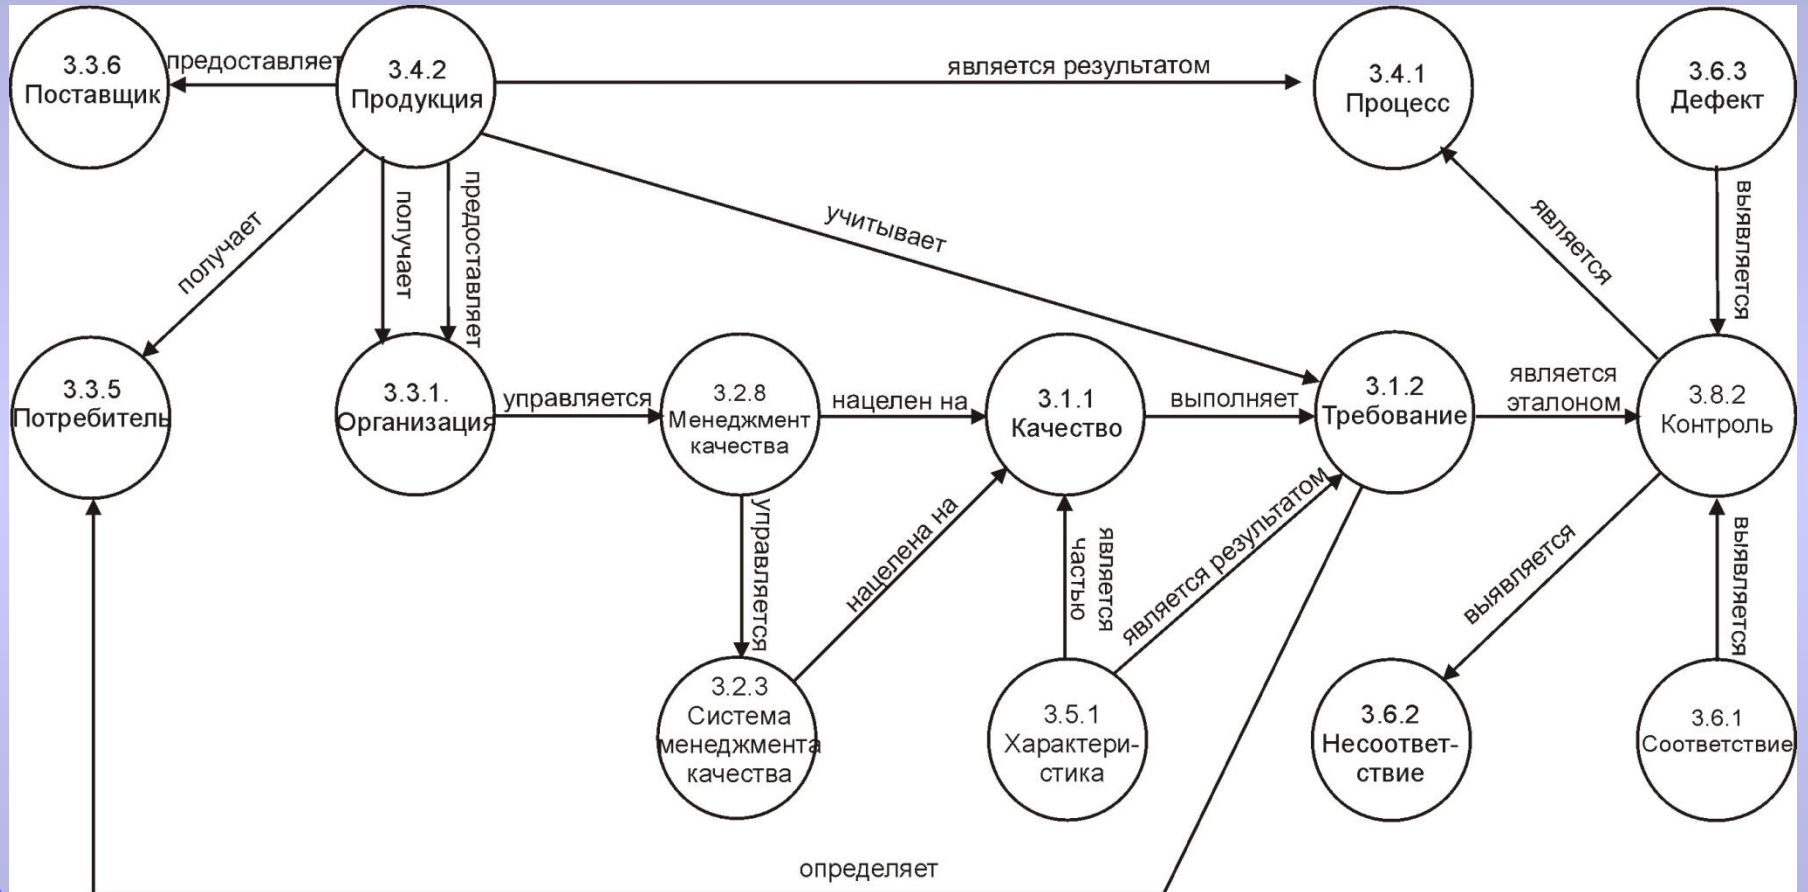 3.3.6
Поставщик
предоставляет
3.4.2
Продукция
является результатом
3.4.1
Процесс
3.6.3
Дефект
получает
получает
предоставляет
учитывает
является
выявляется
3.3.5
Потребитель
3.3.1.
Организация
управляется
3.2.8
Менеджмент
качества
нацелен на
3.1.1
Качество
выполняет
3.1.2
Требование
является
эталоном
3.8.2
Контроль
управляется
нацелена на
является
частью
является результатом
выявляется
выявляется
3.2.3
Система
менеджмента
качества
3.5.1
Характери-
стика
3.6.2
Несоответ-
ствие
3.6.1
Соответствие
определяет